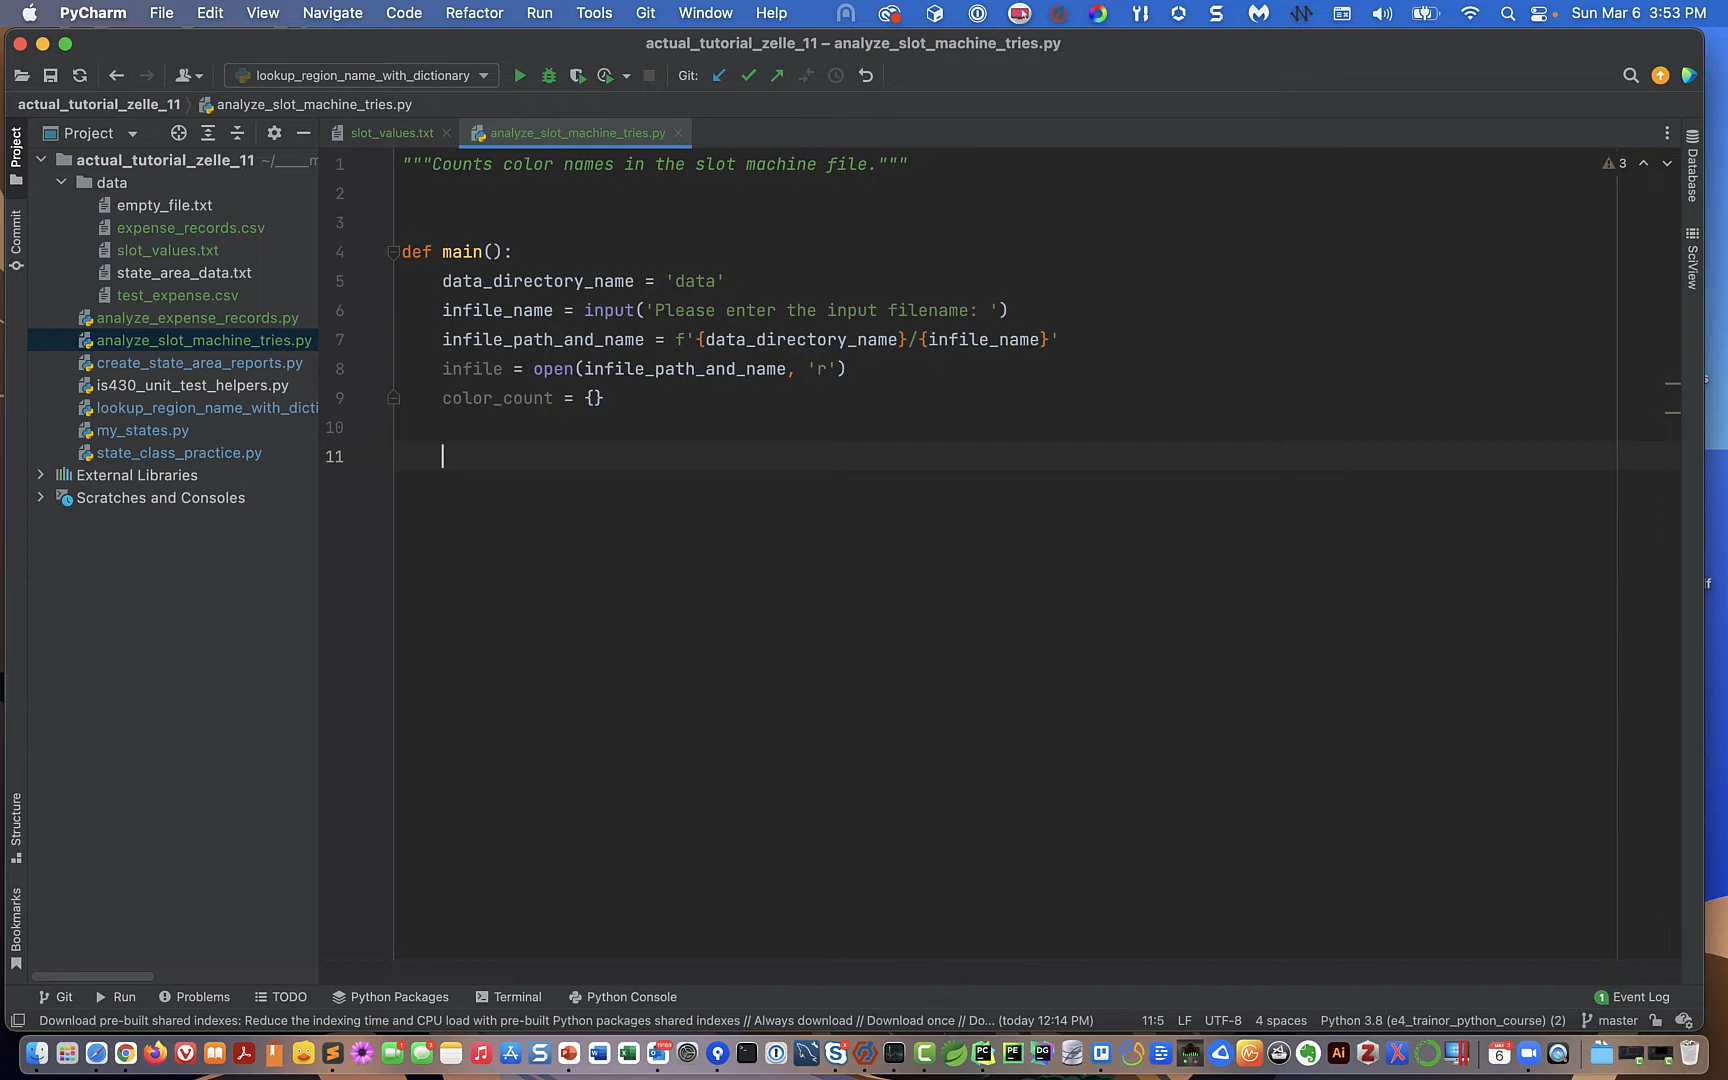 PyCharm File Edit View Navigate Code Refactor Run Tools Git Window Help Sun Mar 6 3:53 PM
actual_tutorial_zelle_11 – analyze_slot_machine_tries.py
lookup_region_name_with_dictionary Git:
actual_tutorial_zelle_11 analyze_slot_machine_tries.py
Project slot_values.txt analyze_slot_machine_tries.py
Project
Commit
Structure
Bookmarks
actual_tutorial_zelle_11 ~/____m
data
empty_file.txt
expense_records.csv
slot_values.txt
state_area_data.txt
test_expense.csv
analyze_expense_records.py
analyze_slot_machine_tries.py
create_state_area_reports.py
is430_unit_test_helpers.py
lookup_region_name_with_dicti
my_states.py
state_class_practice.py
External Libraries
Scratches and Consoles
1 """Counts color names in the slot machine file."""
2
3
4 def main():
5 data_directory_name = 'data'
6 infile_name = input('Please enter the input filename: ')
7 infile_path_and_name = f'{data_directory_name}/{infile_name}'
8 infile = open(infile_path_and_name, 'r')
9 color_count = {}
10
11
3
Database
SciView
Git Run Problems TODO Python Packages Terminal Python Console 1 Event Log
Download pre-built shared indexes: Reduce the indexing time and CPU load with pre-built Python packages shared indexes // Always download // Download once // Do... (today 12:14 PM) 11:5 LF UTF-8 4 spaces Python 3.8 (e4_trainor_python_course) (2) master